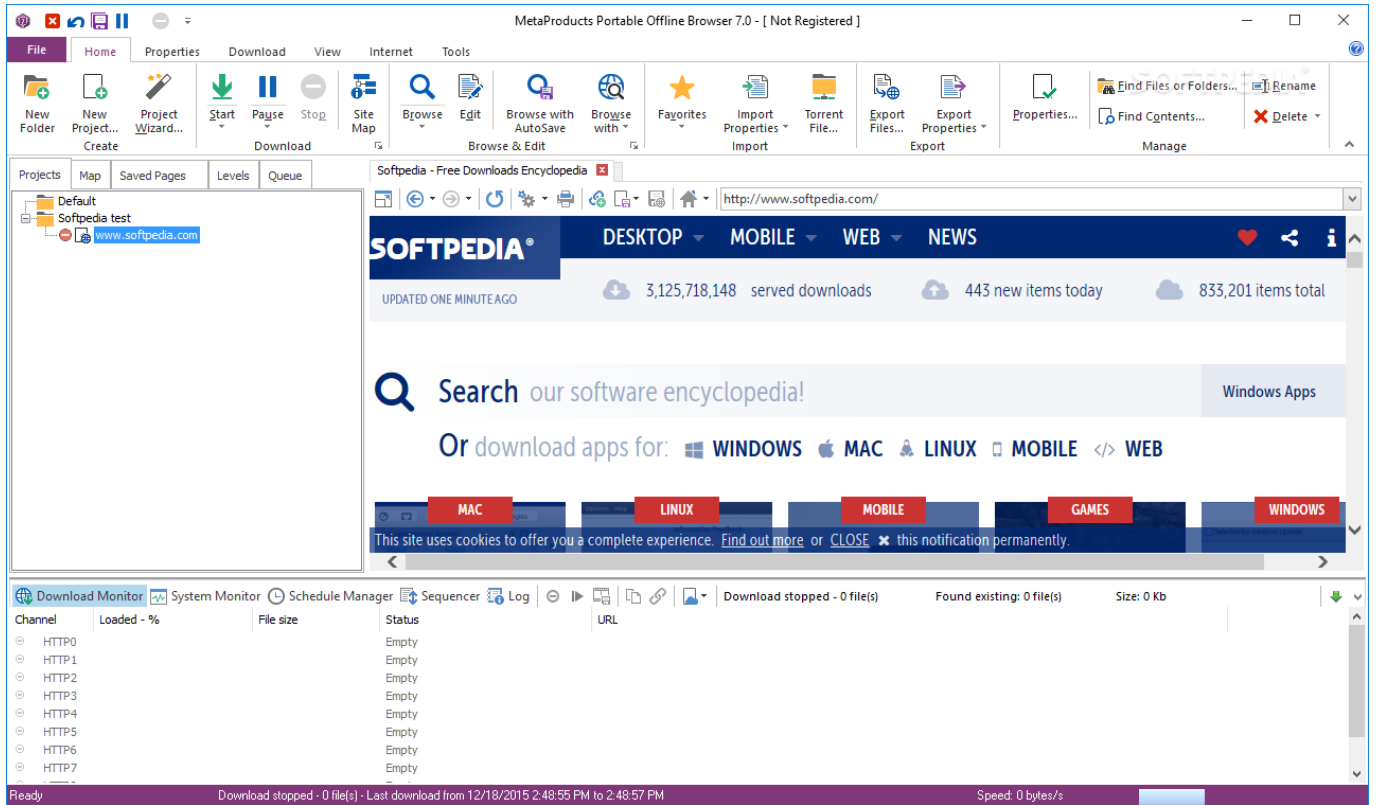 MetaProducts Portable Offline Browser 7.0 - [ Not Registered ]
File Home Properties Download View Internet Tools
New Folder
New Project...
Project Wizard...
Create
Start
Pause
Stop
Site Map
Download
Browse
Edit
Browse with AutoSave
Browse with
Browse & Edit
Favorites
Import Properties
Torrent File...
Import
Export Files...
Export Properties
Export
Properties...
Find Files or Folders...
Find Contents...
Rename
Delete
Manage
SOFTPEDIA
Projects Map Saved Pages Levels Queue
Default
Softpedia test
www.softpedia.com
Softpedia - Free Downloads Encyclopedia
http://www.softpedia.com/
SOFTPEDIA®
DESKTOP MOBILE WEB NEWS
UPDATED ONE MINUTE AGO
3,125,718,148 served downloads 443 new items today 833,201 items total
Search our software encyclopedia! Windows Apps
Or download apps for: WINDOWS MAC LINUX MOBILE </> WEB
MAC LINUX MOBILE GAMES WINDOWS
This site uses cookies to offer you a complete experience. Find out more or CLOSE ✖ this notification permanently.
Download Monitor System Monitor Schedule Manager Sequencer Log Download stopped - 0 file(s) Found existing: 0 file(s) Size: 0 Kb
Channel Loaded - % File size Status URL
HTTP0 Empty
HTTP1 Empty
HTTP2 Empty
HTTP3 Empty
HTTP4 Empty
HTTP5 Empty
HTTP6 Empty
HTTP7 Empty
Ready Download stopped - 0 file(s) - Last download from 12/18/2015 2:48:55 PM to 2:48:57 PM Speed: 0 bytes/s